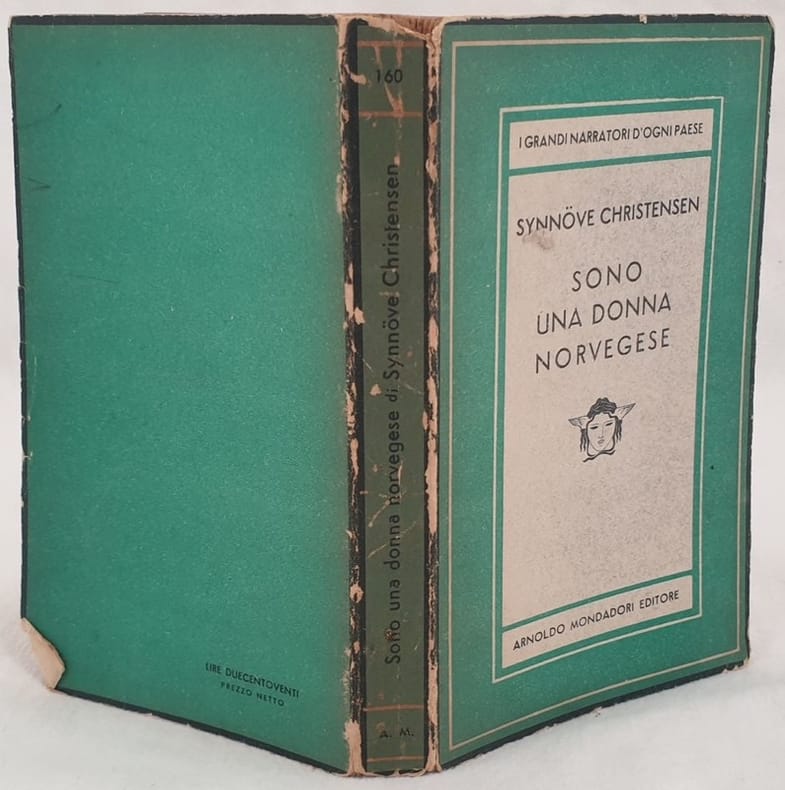 LIRE DUECENTOVENTI
PREZZO NETTO
160
Sono una donna norvegese di Synnöve Christensen
A. M.
I GRANDI NARRATORI D'OGNI PAESE
SYNNÖVE CHRISTENSEN
SONO
UNA DONNA
NORVEGESE
ARNOLDO MONDADORI EDITORE